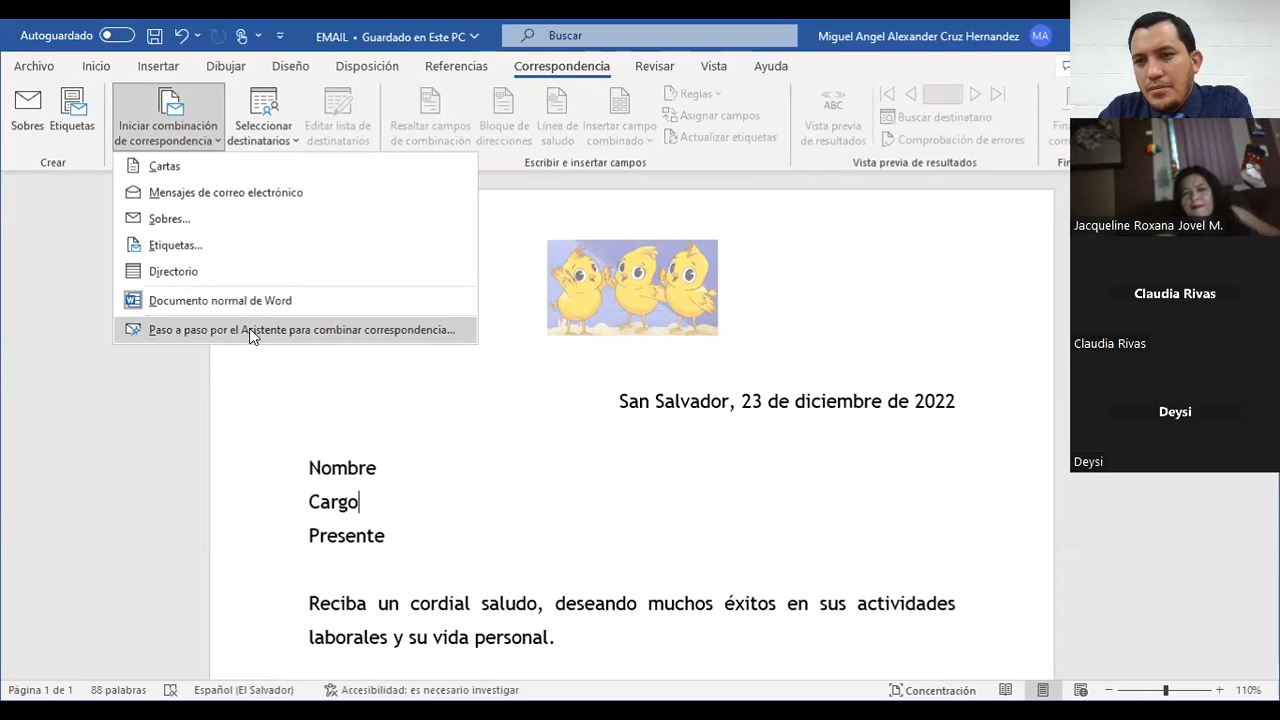 Autoguardado
EMAIL • Guardado en Este PC
Buscar
Miguel Angel Alexander Cruz Hernandez
MA
Archivo
Inicio
Insertar
Dibujar
Diseño
Disposición
Referencias
Correspondencia
Revisar
Vista
Ayuda
Sobres
Etiquetas
Crear
Iniciar combinación
de correspondencia
Seleccionar
destinatarios
Editar lista de
destinatarios
Resaltar campos
de combinación
Bloque de
direcciones
Línea de
saludo
Insertar campo
combinado
Reglas
Asignar campos
Actualizar etiquetas
Escribir e insertar campos
ABC
Vista previa
de resultados
Buscar destinatario
Comprobación de errores
Vista previa de resultados
Cartas
Mensajes de correo electrónico
Sobres...
Etiquetas...
Directorio
Documento normal de Word
Paso a paso por el Asistente para combinar correspondencia...
San Salvador, 23 de diciembre de 2022
Nombre
Cargo
Presente
Reciba un cordial saludo, deseando muchos éxitos en sus actividades
laborales y su vida personal.
Página 1 de 1
88 palabras
Español (El Salvador)
Accesibilidad: es necesario investigar
Concentración
110%
Jacqueline Roxana Jovel M.
Claudia Rivas
Claudia Rivas
Deysi
Deysi